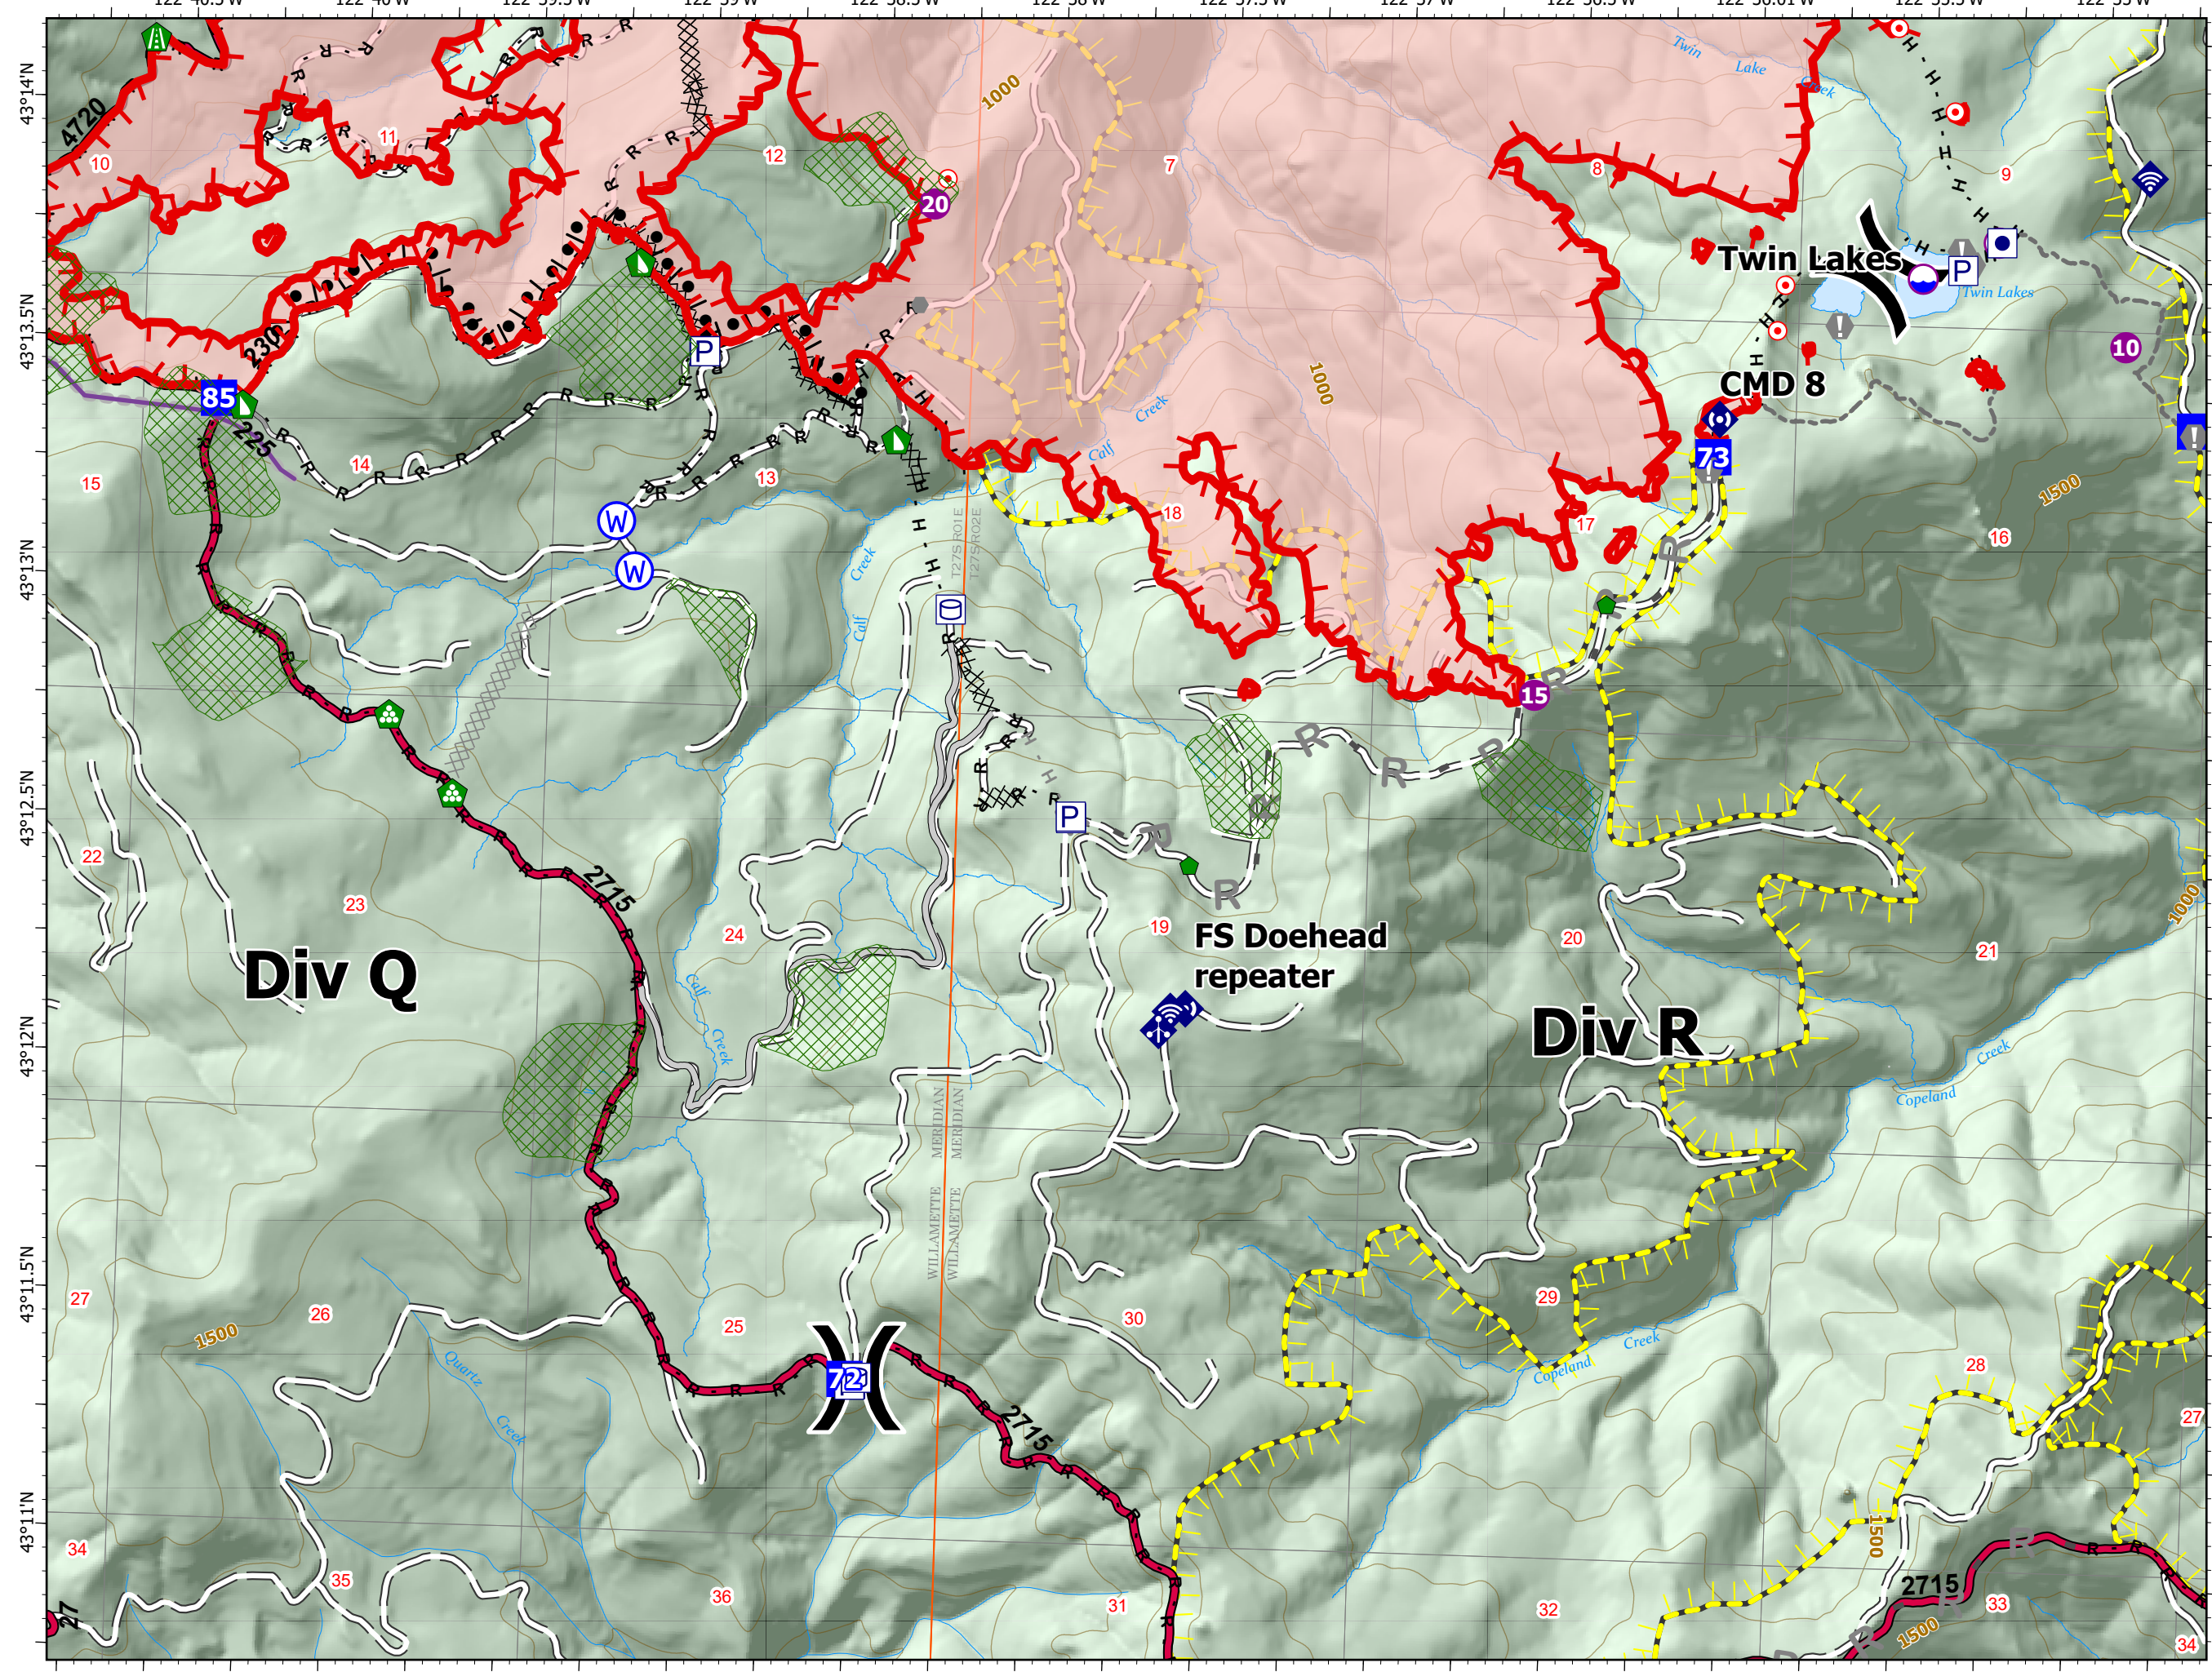 122°40.5'W 122°40'W 122°39.5'W 122°39'W 122°38.5'W 122°38'W 122°37.5'W 122°37'W 122°36.5'W 122°36.01'W 122°35.5'W 122°35'W
43°14'N
43°13.5'N
43°13'N
43°12.5'N
43°12'N
43°11.5'N
43°11'N
4720
10
11
12
1000
7
8
9
Twin
Lake
Creek
20
Twin Lakes
P
Twin Lakes
10
230
P
85
225
CMD 8
73
1000
Creek
Calf
15
14
13
18
17
16
1500
W
W
T27S R01E
T27S R02E
Creek
Calf
15
P
22
23
2715
24
19
20
21
1000
FS Doehead
repeater
Div Q
Div R
Calf
Creek
Creek
Copeland
MERIDIAN
MERIDIAN
WILLAMETTE
WILLAMETTE
27
26
25
30
29
28
27
1500
Quartz
Creek
72
Creek
Copeland
2715
1500
34
35
36
31
32
33
34
27
2715
1500